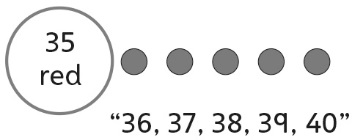 35
red
“36, 37, 38, 39, 40”